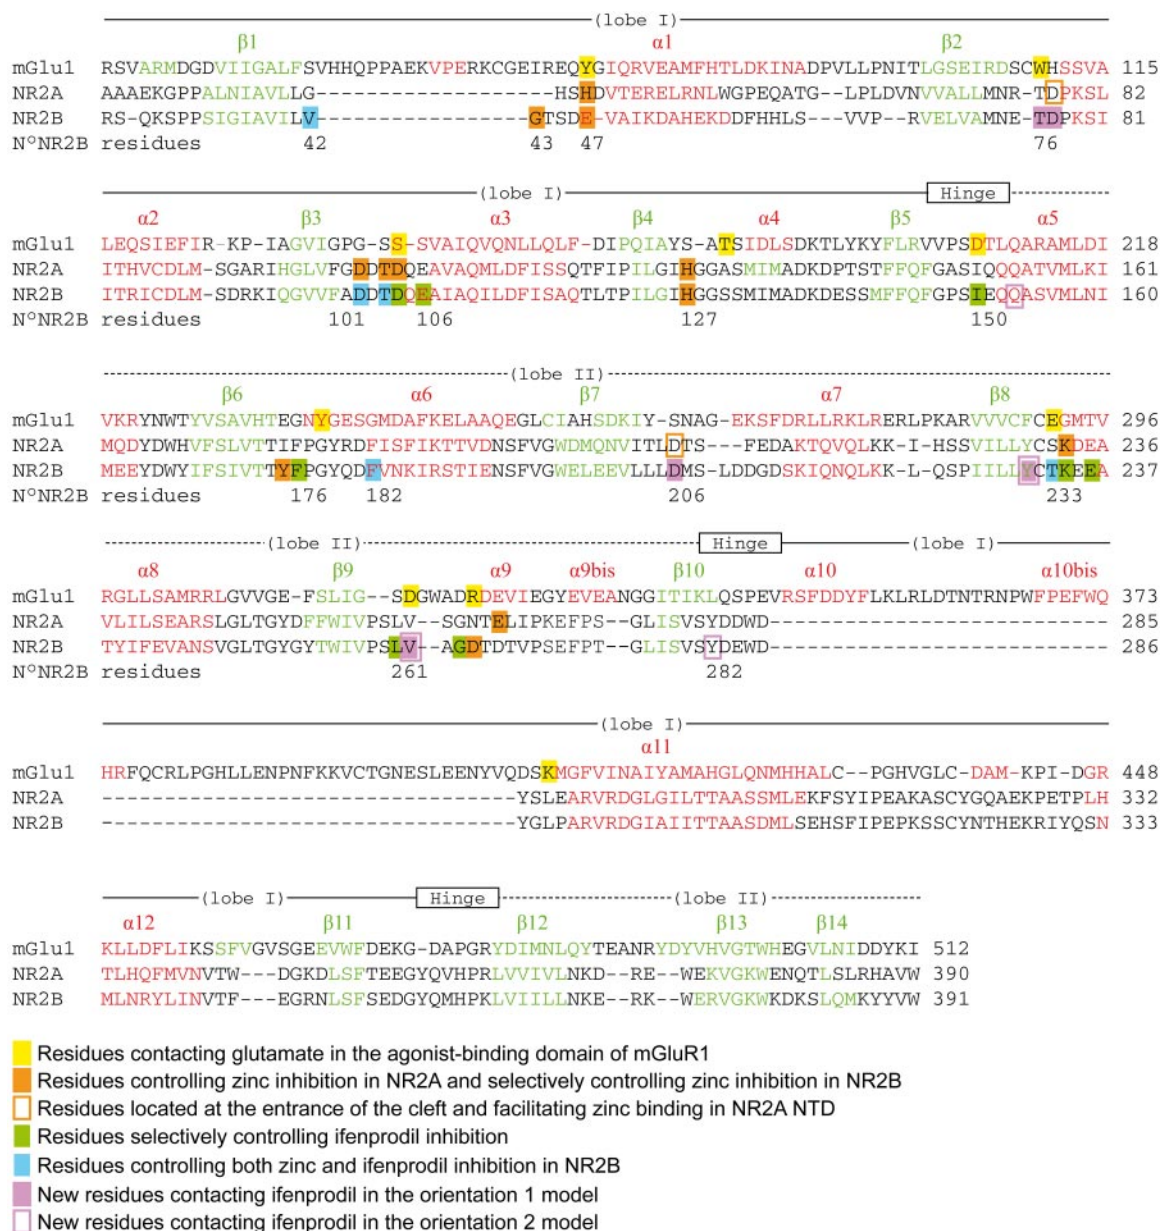 (lobe I)
β1 α1 β2
mGlu1 RSVARMDGDVIIGALFSVHHQPPAEKVPERKCGEIREQYGIQRVEAMFHTLDKINADPVLLPNITLGSEIRDSCWHSSVA 115
NR2A AAAEKGPPALNIAVLLG---------------------HSHDVTERELRNLWGPEQATG-LPLDVNVVALLMNR-TDPKSL 82
NR2B RS-QKSPPSIGIAVILV------------------GTSDEVAIKDAHEKDDFHHLS--VVP--RVELVAMNE-TDPKSI 81
N°NR2B residues 42 43 47 76
(lobe I) Hinge
α2 β3 α3 β4 α4 β5 α5
mGlu1 LEQSIEFIR-KP-IAGVIGPG-SS-SVAIQVQNLLQLF-DIPQIAYS-ATSIDLSDKTLYKYFLRVVPSDTLQARAMLDI 218
NR2A ITHVCDLM-SGARIHGLVFGDDTDQEAVAQMLDFISSQTFIPILGIHGGASMIMADKDPTSTFFQFGASIQQQATVMLKI 161
NR2B ITRICDLM-SDRKIQGVVFADDTDQEAIAQILDFISAQTLTPILGIHGGSSMIMADKDESSMFFQFGPSIEQQASVMLNI 160
N°NR2B residues 101 106 127 150
(lobe II)
β6 α6 β7 α7 β8
mGlu1 VKRYNWTYVSAVHTEGNYGESGMDAFKELAAQEGLCIAHSDKIY-SNAG-EKSFDRLLRKLRERLPKARVVVCFCEGMTV 296
NR2A MQDYDWHVFSLVTTIFPGYRDFISFIKTTVDNSFVGWDMQNVITLDTS---FEDAKTQVQLKK-I-HSSVILLYCSKDEA 236
NR2B MEEYDWYIFSIVTTYFPGYQDFVNKIRSTIENSFVGWELEEVLLLDMSLDDGDSKIQNQLKK-L-QSPIILLYCTKEEA 237
N°NR2B residues 176 182 206 233
(lobe II) Hinge (lobe I)
α8 β9 α9 α9bis β10 α10 α10bis
mGlu1 RGLLSAMRRLGVVGE-FSLIG--SDGWADRDEVIEGYEVEANGGITIKLQSPEVRSFDDYFLKLRLDTNTRNPWFPEFWQ 373
NR2A VLILSEARSLGLTGYDFFWIVPSLV--SGNTELIPKEFPS--GLISVSYDDWD--------------------------- 285
NR2B TYIFEVANSVGLTGYGYTWIVPSLV--AGDTDTVPSEFPT--GLISVSYDEWD--------------------------- 286
N°NR2B residues 261 282
(lobe I)
α11
mGlu1 HRFQCRLPGHLLENPNFKKVCTGNESLEENYVQDSKMGFVINAIYAMAHGLQNMHHALC--PGHVGLC-DAM-KPI-DGR 448
NR2A ---------------------------------YSLEARVRDGLGILTTAASSMLEKFSYIPEAKASCYGQAEKPETPLH 332
NR2B ---------------------------------YGLPARVRDGIAIITTAASDMLSEHSFIPEPKSSCYNTHEKRIYQSN 333
(lobe I) Hinge (lobe II)
α12 β11 β12 β13 β14
mGlu1 KLLDFLIKSSFVGVSGEEVWFDEKG-DAPGRYDIMNLQYTEANRYDYVHVGTWHEGVLNIDDYKI 512
NR2A TLHQFMVNVTW---DGKDLSFTEEGYQVHPRLVVIVLNKD--RE--WEKVGKWENQTLSLRHAVW 390
NR2B MLNRYLINVTF---EGRNLSFSEDGYQMHPKLVIILLNKE--RK--WERVGKWKDKSLQMKYYVW 391
Residues contacting glutamate in the agonist-binding domain of mGluR1
Residues controlling zinc inhibition in NR2A and selectively controlling zinc inhibition in NR2B
Residues located at the entrance of the cleft and facilitating zinc binding in NR2A NTD
Residues selectively controlling ifenprodil inhibition
Residues controlling both zinc and ifenprodil inhibition in NR2B
New residues contacting ifenprodil in the orientation 1 model
New residues contacting ifenprodil in the orientation 2 model